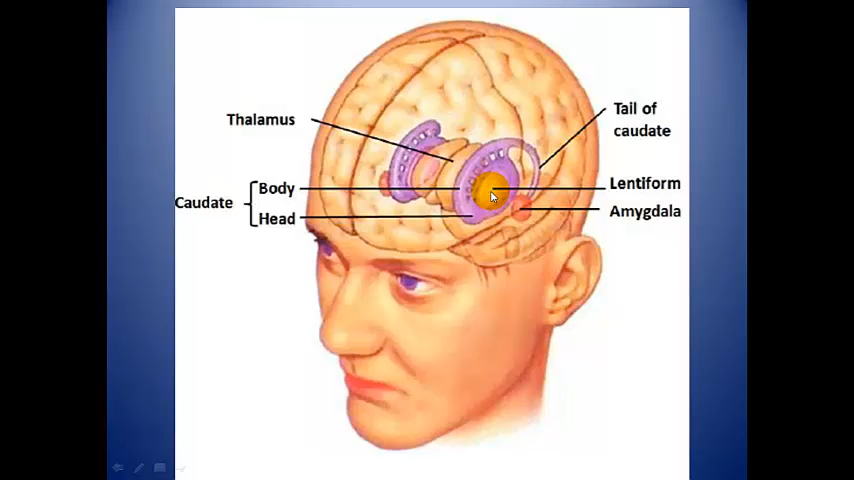 Thalamus
Tail of
caudate
Caudate
Body
Head
Lentiform
Amygdala